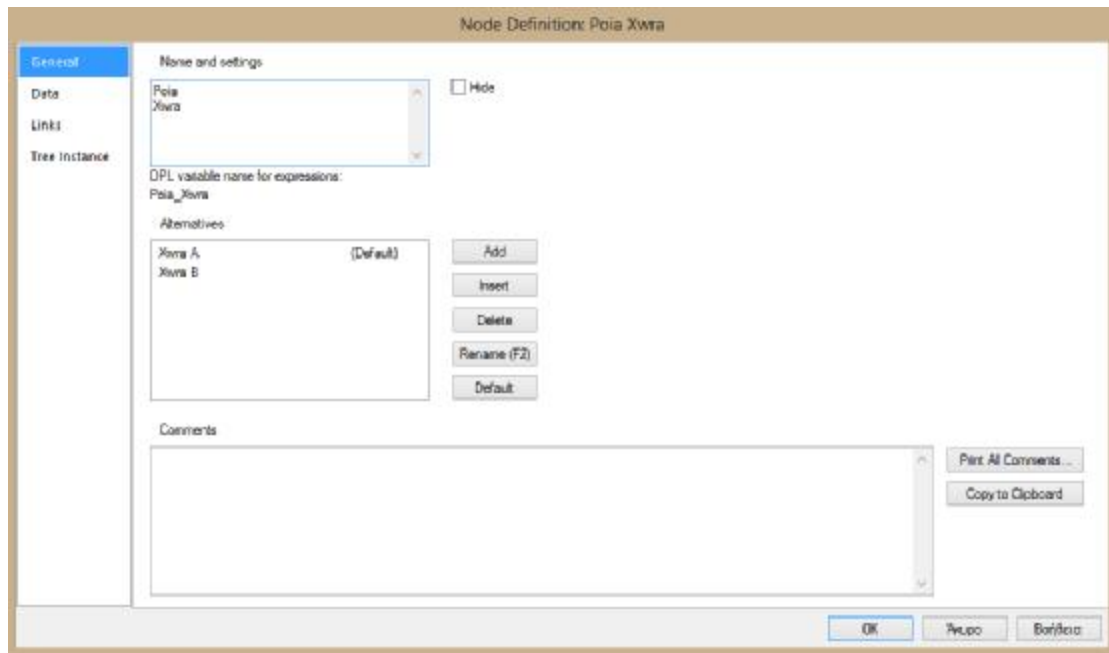 Node Definition: Poia Xwra
General
Data
Links
Tree Instance
Name and settings
Poia
Xwra
Hide
DPL variable name for expressions:
Poia_Xwra
Alternatives
Xwra A (Default)
Xwra B
Add
Insert
Delete
Rename (F2)
Default
Comments
Print All Comments...
Copy to Clipboard
OK
Άκυρο
Βοήθεια